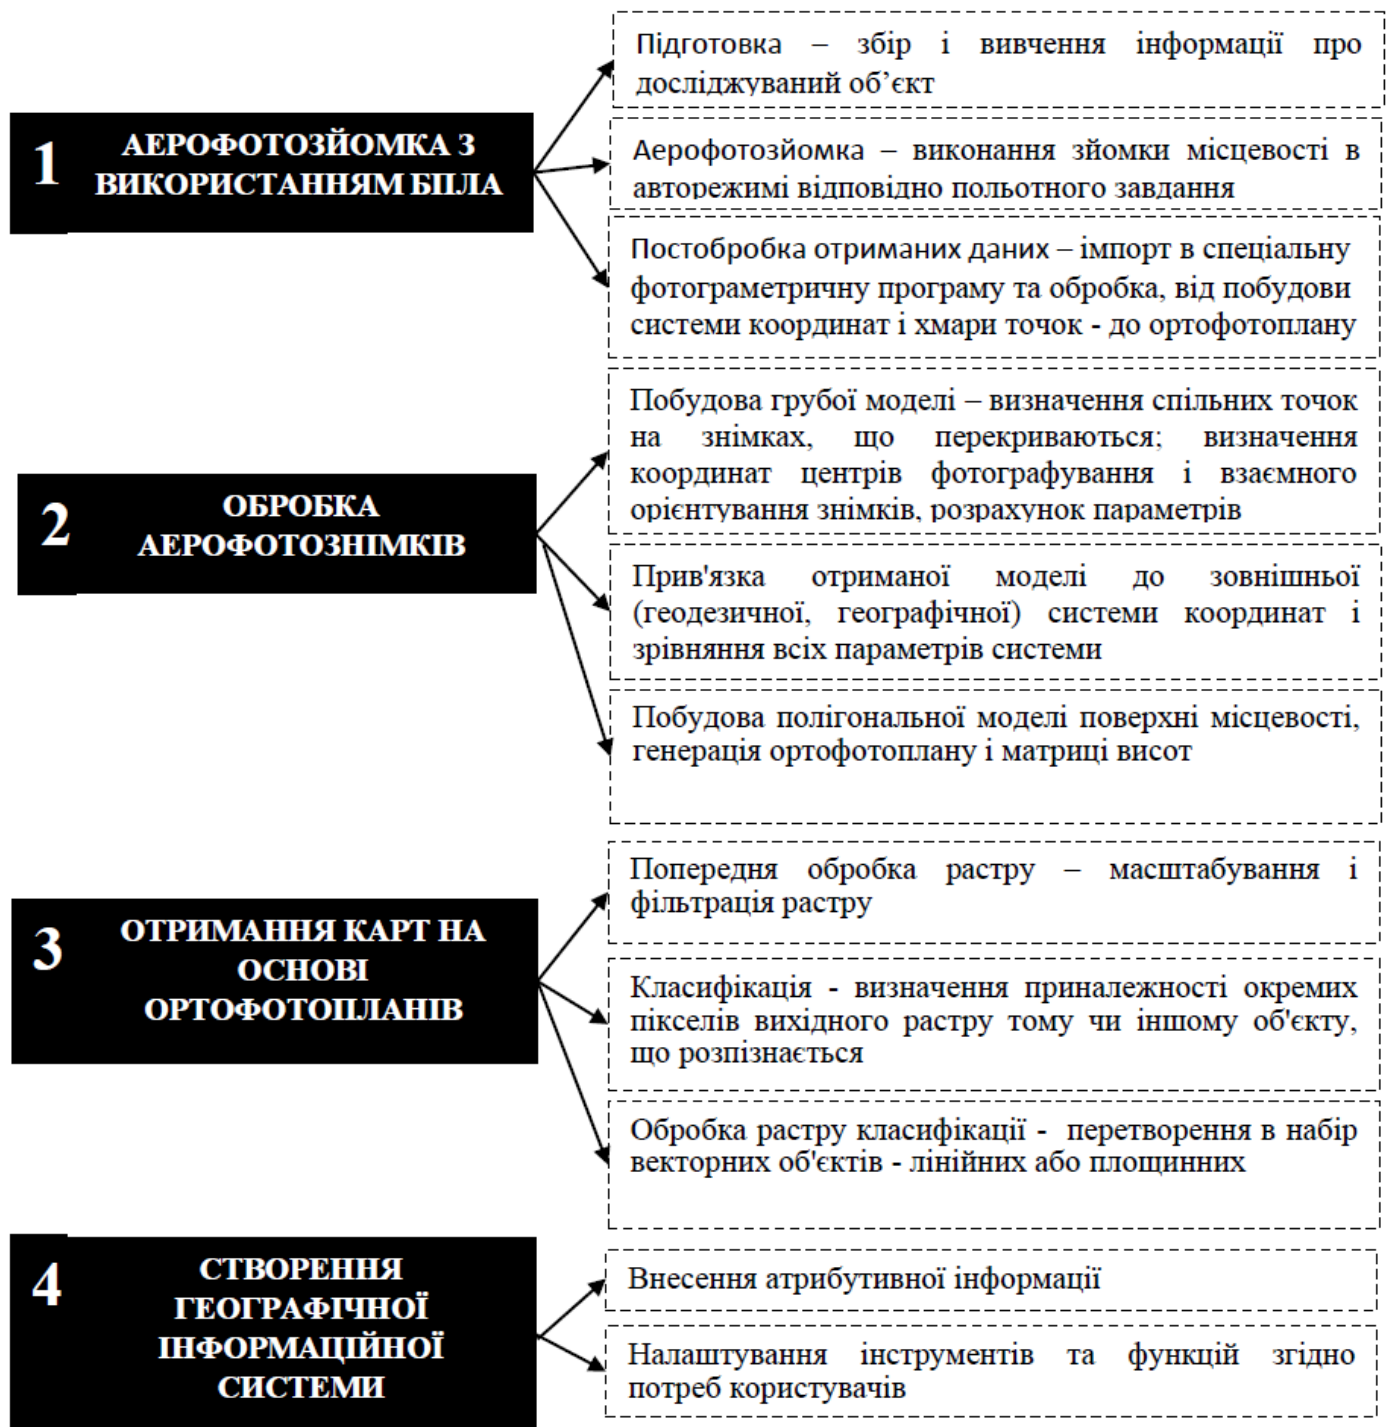 Підготовка – збір і вивчення інформації про
досліджуваний об’єкт
1
АЕРОФОТОЗЙОМКА З
ВИКОРИСТАННЯМ БПЛА
Аерофотозйомка – виконання зйомки місцевості в
авторежимі відповідно польотного завдання
Постобробка отриманих даних – імпорт в спеціальну
фотограметричну програму та обробка, від побудови
системи координат і хмари точок - до ортофотоплану
2
ОБРОБКА
АЕРОФОТОЗНІМКІВ
Побудова грубої моделі – визначення спільних точок
на знімках, що перекриваються; визначення
координат центрів фотографування і взаємного
орієнтування знімків, розрахунок параметрів
Прив'язка отриманої моделі до зовнішньої
(геодезичної, географічної) системи координат і
зрівняння всіх параметрів системи
Побудова полігональної моделі поверхні місцевості,
генерація ортофотоплану і матриці висот
3
ОТРИМАННЯ КАРТ НА
ОСНОВІ
ОРТОФОТОПЛАНІВ
Попередня обробка растру – масштабування і
фільтрація растру
Класифікація - визначення приналежності окремих
пікселів вихідного растру тому чи іншому об'єкту,
що розпізнається
Обробка растру класифікації - перетворення в набір
векторних об'єктів - лінійних або площинних
4
СТВОРЕННЯ
ГЕОГРАФІЧНОЇ
ІНФОРМАЦІЙНОЇ
СИСТЕМИ
Внесення атрибутивної інформації
Налаштування інструментів та функцій згідно
потреб користувачів